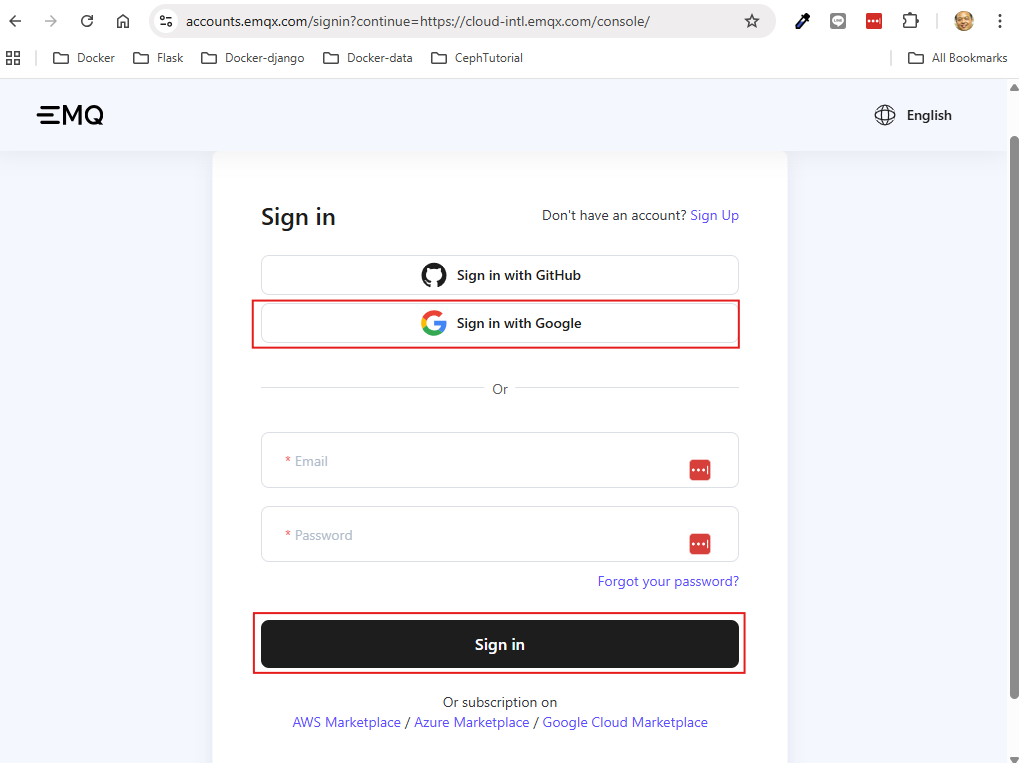 accounts.emqx.com/signin?continue=https://cloud-intl.emqx.com/console/
Docker Flask Docker-django Docker-data CephTutorial All Bookmarks
EMQ English
Sign in Don't have an account? Sign Up
Sign in with GitHub
Sign in with Google
Or
* Email
* Password
Forgot your password?
Sign in
Or subscription on
AWS Marketplace / Azure Marketplace / Google Cloud Marketplace